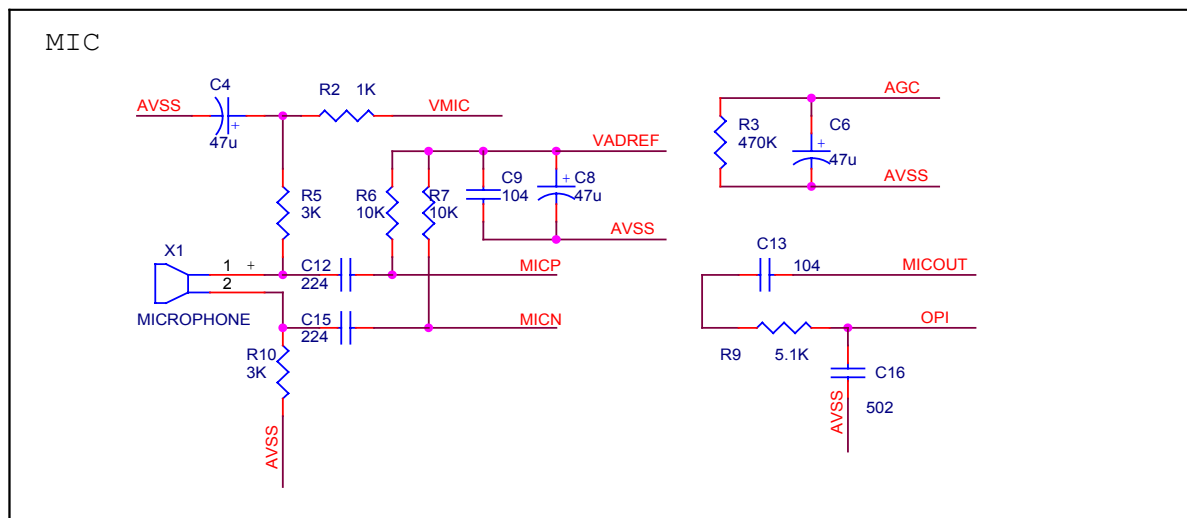 MIC
C4
R2 1K
AVSS
VMIC
+
47u
AGC
R3
470K
C6
+
47u
AVSS
VADREF
R5
3K
R6
10K
R7
10K
C9
104
+
C8
47u
AVSS
X1
1 +
2
MICROPHONE
C12
224
MICP
C15
224
MICN
R10
3K
AVSS
C13
104
MICOUT
R9
5.1K
OPI
C16
502
AVSS